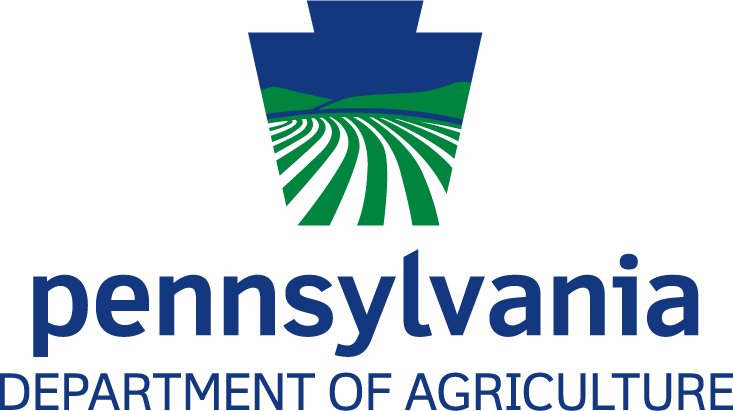 pennsylvania
DEPARTMENT OF AGRICULTURE